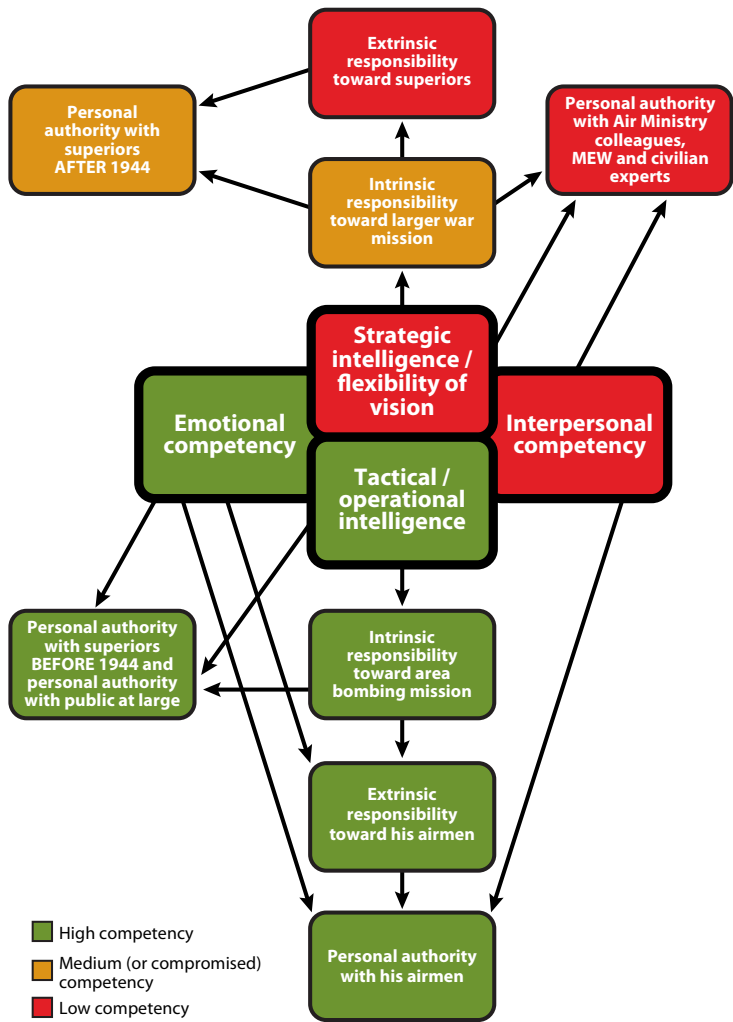 Extrinsic
responsibility
toward superiors
Personal
authority with
superiors
AFTER 1944
Personal authority
with Air Ministry
colleagues,
MEW and civilian
experts
Intrinsic
responsibility
toward larger war
mission
Strategic
intelligence /
flexibility of
vision
Emotional
competency
Interpersonal
competency
Tactical /
operational
intelligence
Personal authority
with superiors
BEFORE 1944 and
personal authority
with public at large
Intrinsic
responsibility
toward area
bombing mission
Extrinsic
responsibility
toward his airmen
Personal authority
with his airmen
High competency
Medium (or compromised)
competency
Low competency